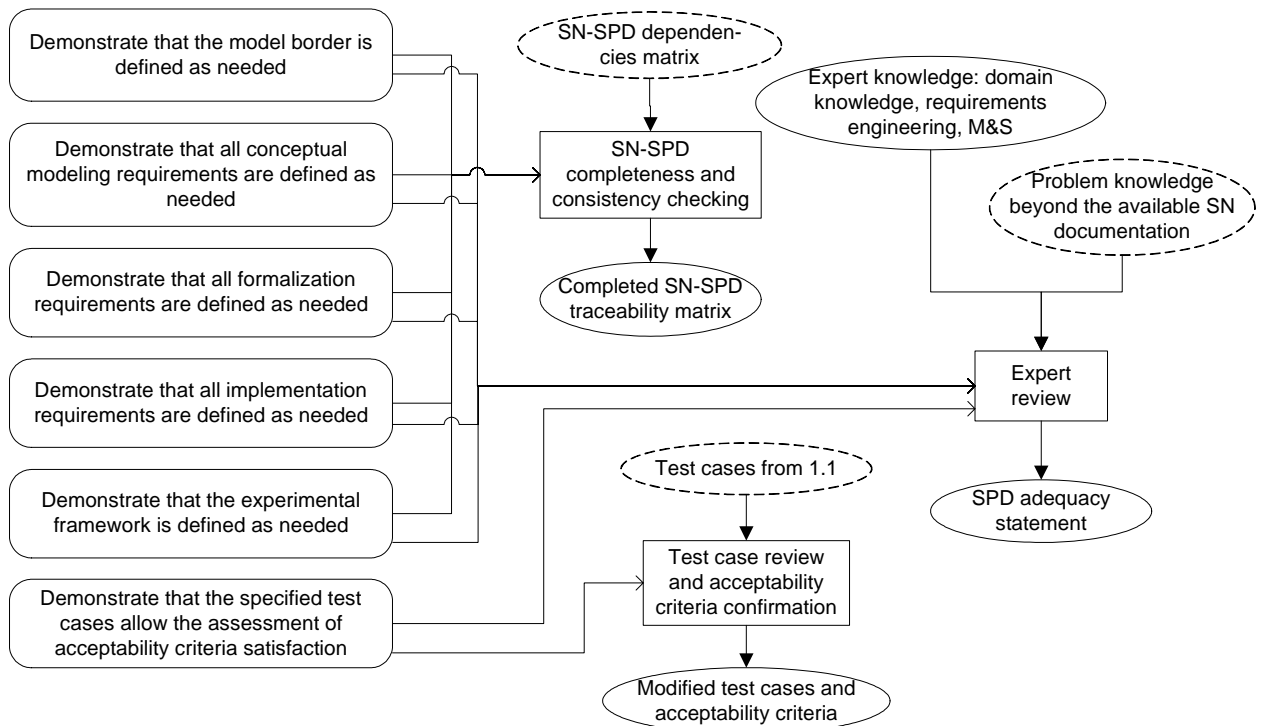 Demonstrate that the model border is
defined as needed
Demonstrate that all conceptual
modeling requirements are defined as
needed
Demonstrate that all formalization
requirements are defined as needed
Demonstrate that all implementation
requirements are defined as needed
Demonstrate that the experimental
framework is defined as needed
Demonstrate that the specified test
cases allow the assessment of
acceptability criteria satisfaction
SN-SPD dependen-
cies matrix
SN-SPD
completeness and
consistency checking
Completed SN-SPD
traceability matrix
Expert knowledge: domain
knowledge, requirements
engineering, M&S
Problem knowledge
beyond the available SN
documentation
Expert
review
SPD adequacy
statement
Test cases from 1.1
Test case review
and acceptability
criteria confirmation
Modified test cases and
acceptability criteria